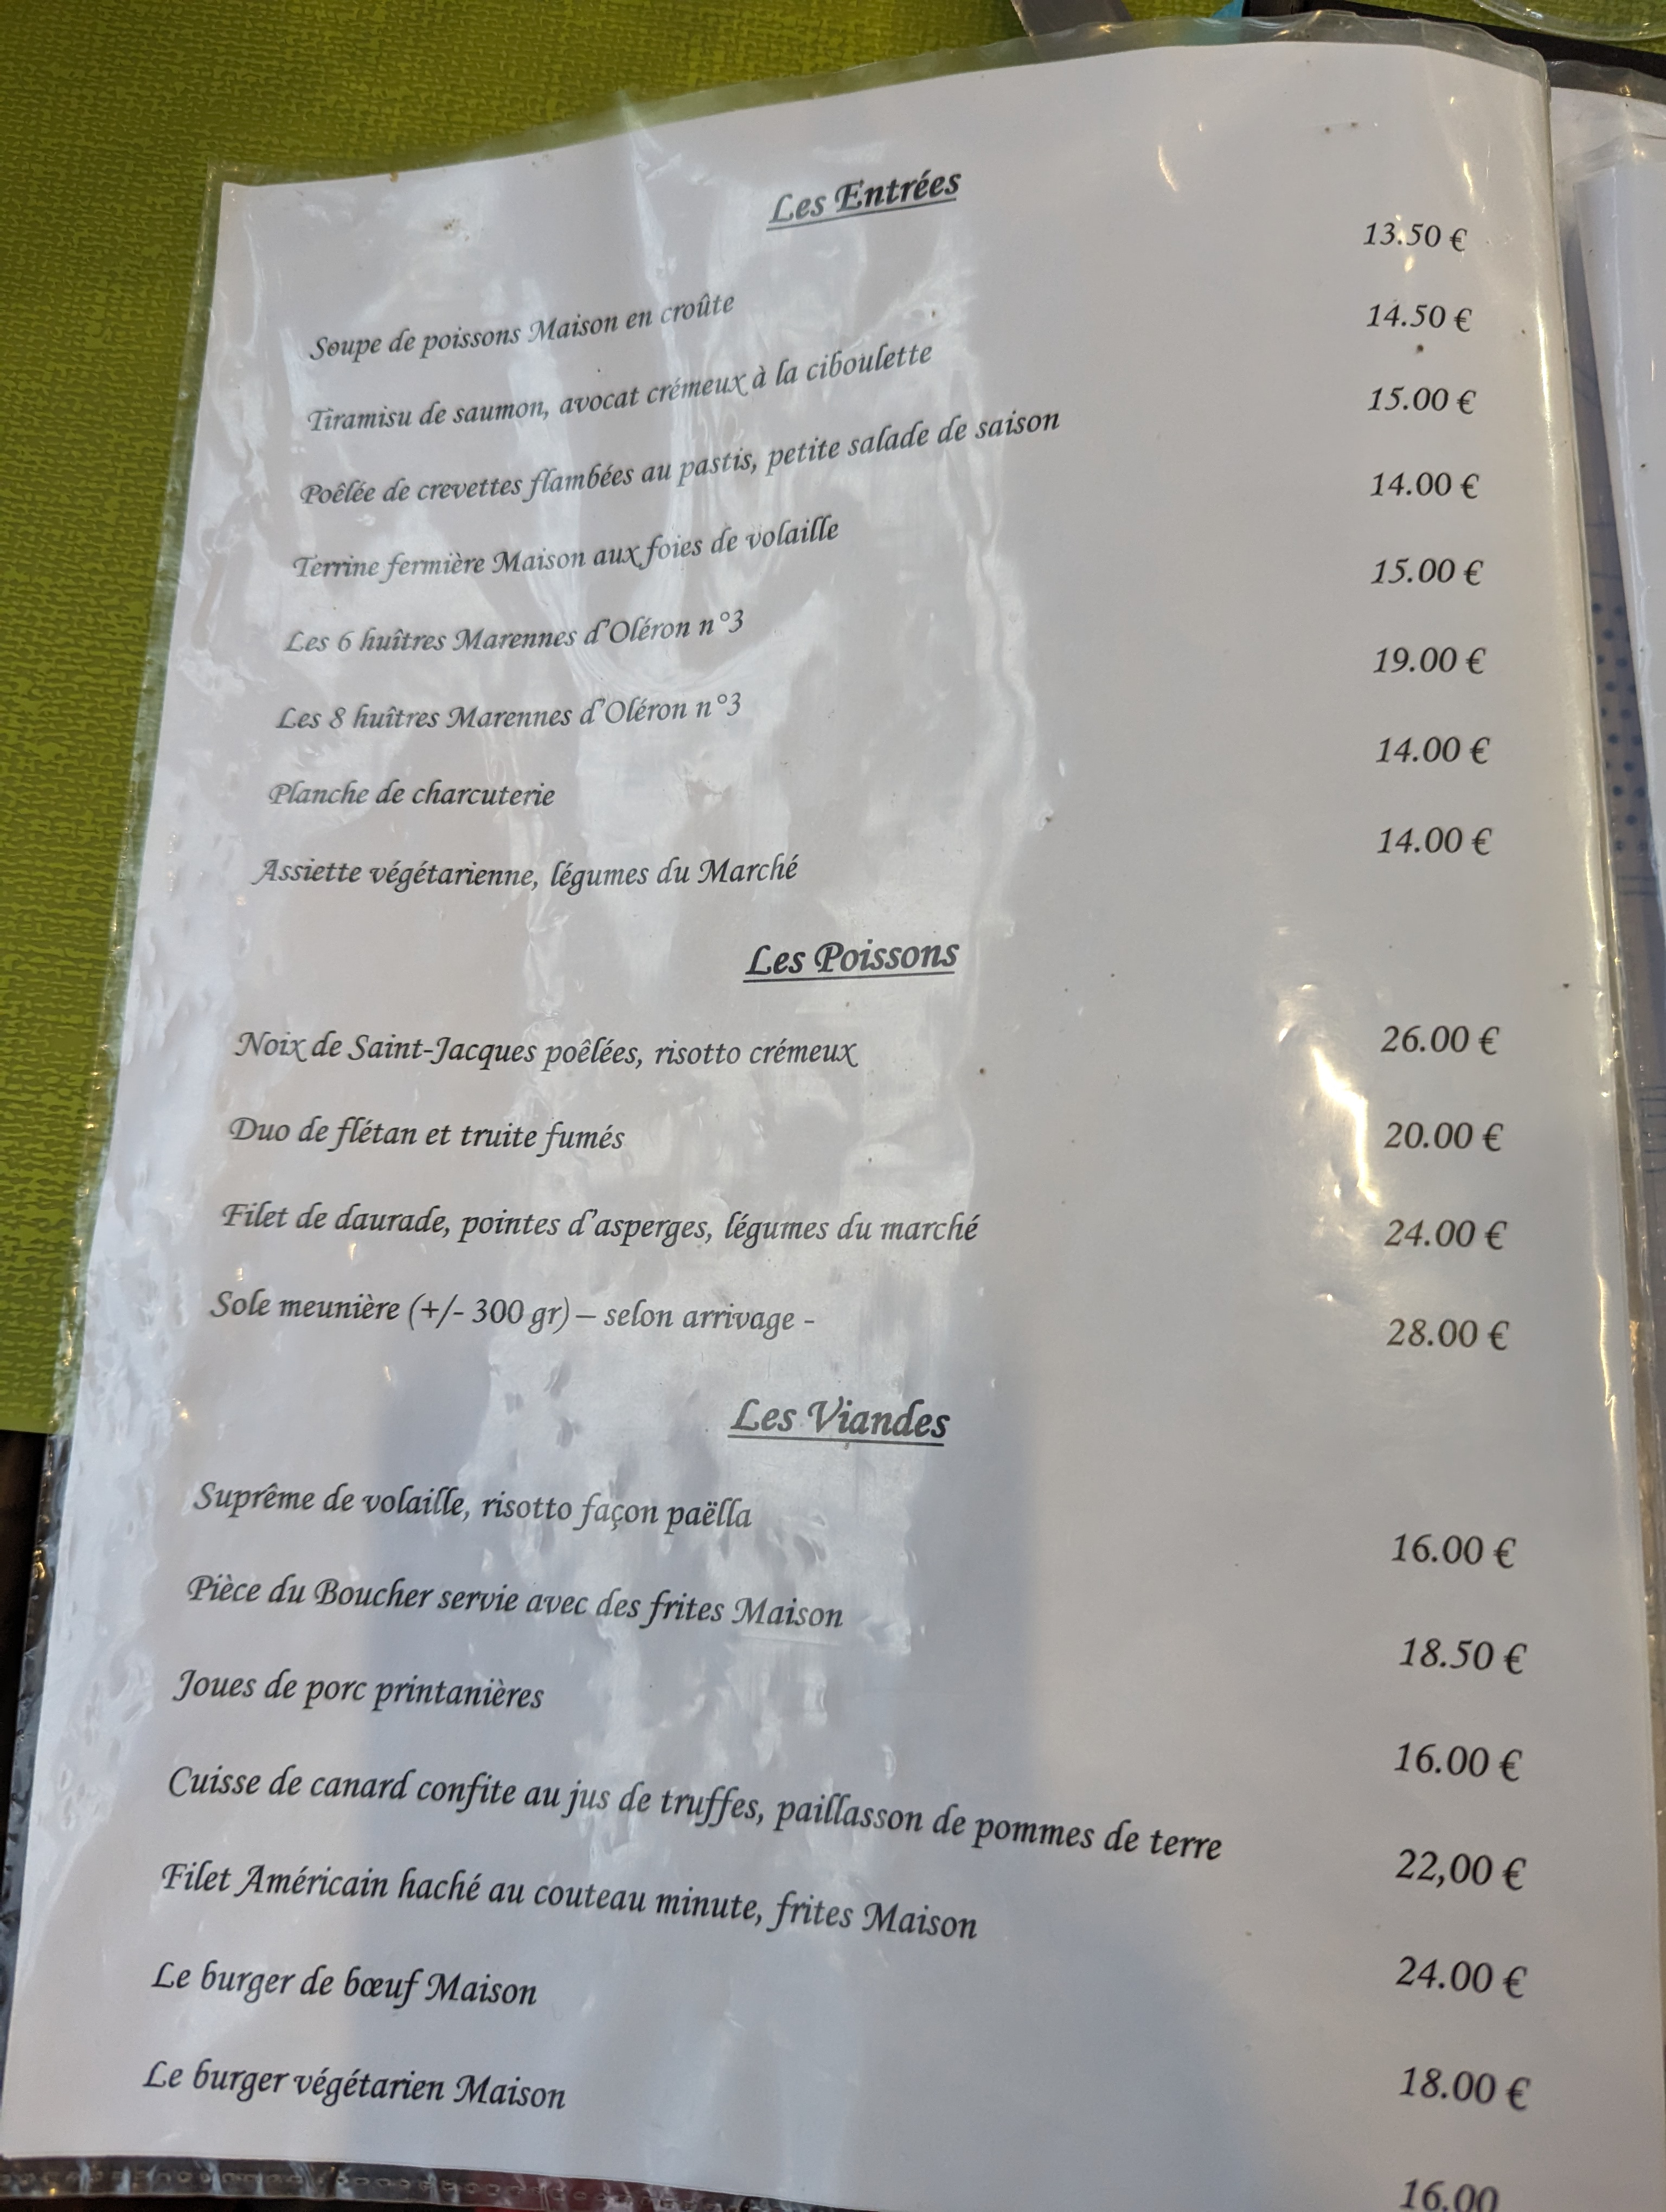 Les Entrées
Soupe de poissons Maison en croûte 13.50 €
Tiramisu de saumon, avocat crémeux à la ciboulette 14.50 €
Poêlée de crevettes flambées au pastis, petite salade de saison 15.00 €
Terrine fermière Maison aux foies de volaille 14.00 €
Les 6 huîtres Marennes d'Oléron n°3 15.00 €
Les 8 huîtres Marennes d'Oléron n°3 19.00 €
Planche de charcuterie 14.00 €
Assiette végétarienne, légumes du Marché 14.00 €
Les Poissons
Noix de Saint-Jacques poêlées, risotto crémeux 26.00 €
Duo de flétan et truite fumés 20.00 €
Filet de daurade, pointes d'asperges, légumes du marché 24.00 €
Sole meunière (+/- 300 gr) – selon arrivage - 28.00 €
Les Viandes
Suprême de volaille, risotto façon paëlla 16.00 €
Pièce du Boucher servie avec des frites Maison 18.50 €
Joues de porc printanières 16.00 €
Cuisse de canard confite au jus de truffes, paillasson de pommes de terre 22,00 €
Filet Américain haché au couteau minute, frites Maison 24.00 €
Le burger de bœuf Maison 18.00 €
Le burger végétarien Maison 16.00